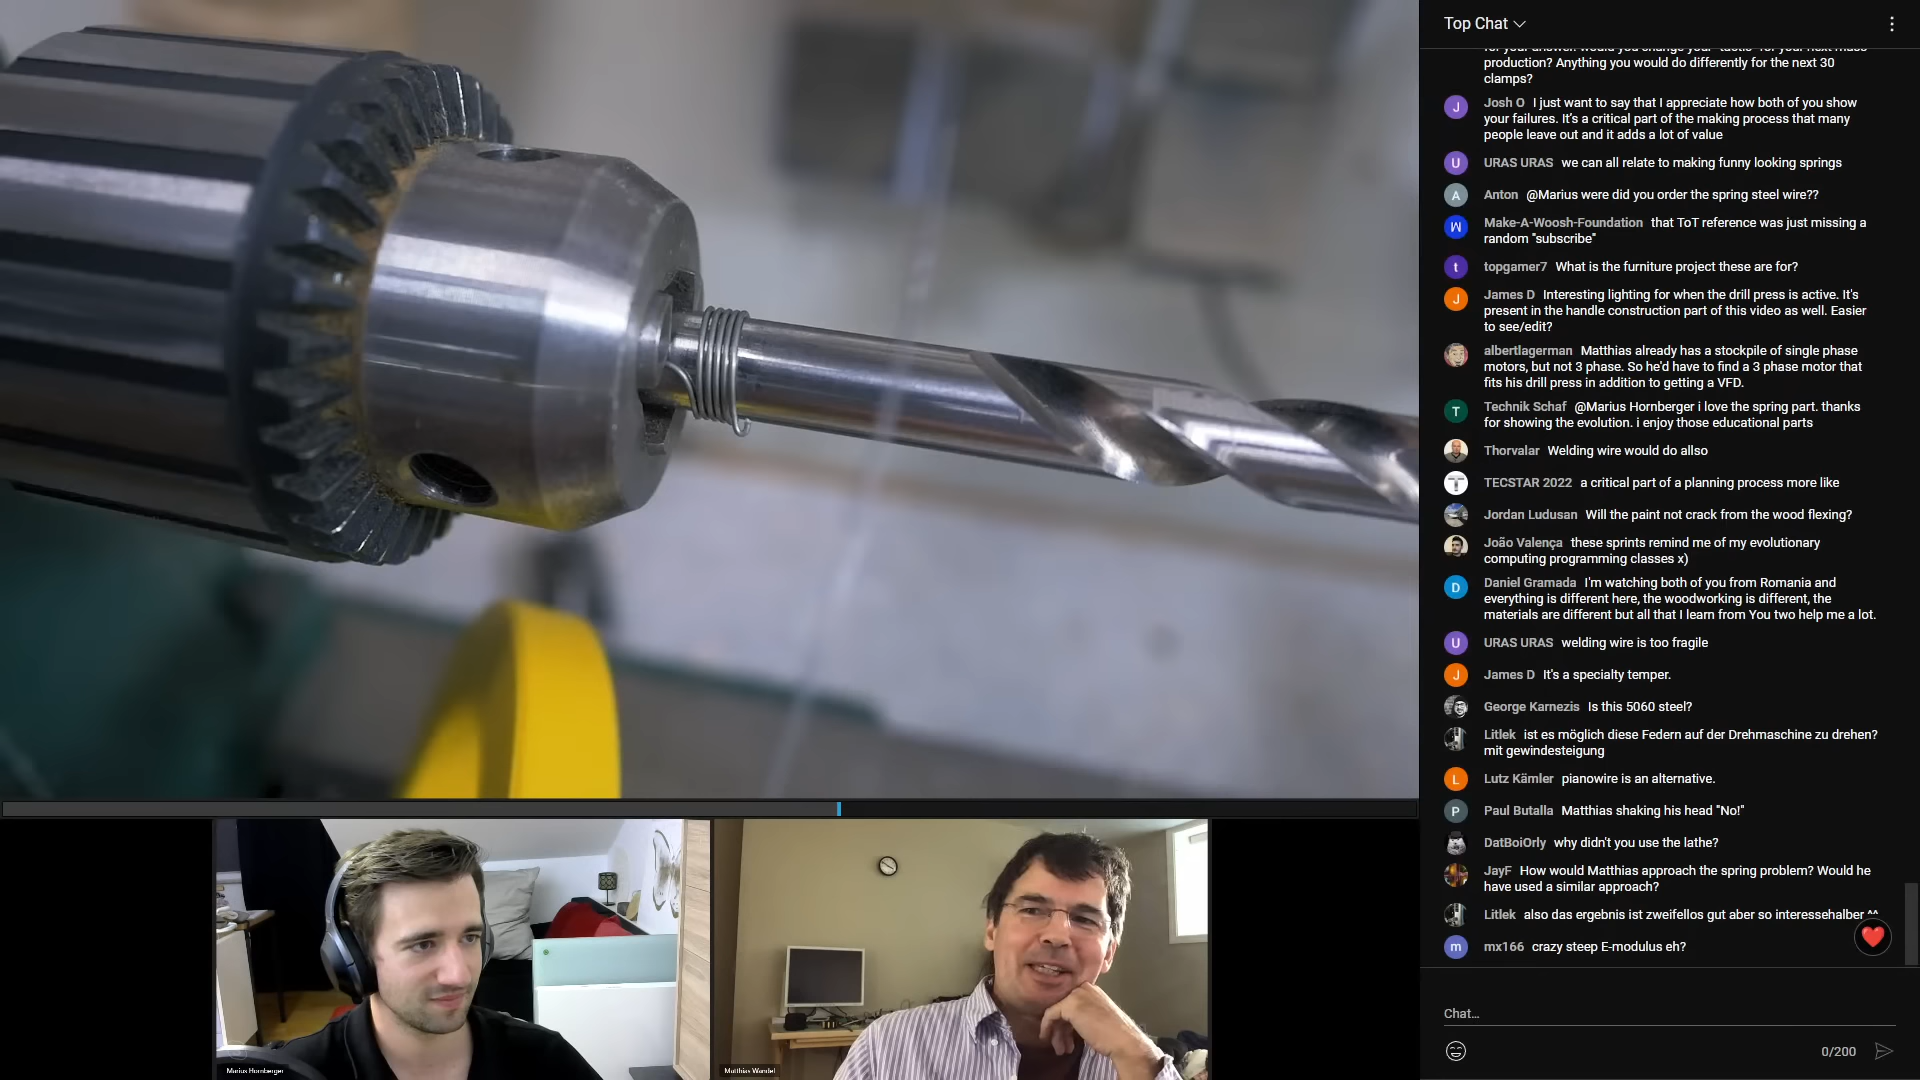 Top Chat
for your answer. would you change your "tactic" for your next mass
production? Anything you would do differently for the next 30
clamps?
Josh O I just want to say that I appreciate how both of you show
your failures. It's a critical part of the making process that many
people leave out and it adds a lot of value
URAS URAS we can all relate to making funny looking springs
Anton @Marius were did you order the spring steel wire??
Make-A-Woosh-Foundation that ToT reference was just missing a
random "subscribe"
topgamer7 What is the furniture project these are for?
James D Interesting lighting for when the drill press is active. It's
present in the handle construction part of this video as well. Easier
to see/edit?
albertlagerman Matthias already has a stockpile of single phase
motors, but not 3 phase. So he'd have to find a 3 phase motor that
fits his drill press in addition to getting a VFD.
Technik Schaf @Marius Hornberger i love the spring part. thanks
for showing the evolution. i enjoy those educational parts
Thorvalar Welding wire would do allso
TECSTAR 2022 a critical part of a planning process more like
Jordan Ludusan Will the paint not crack from the wood flexing?
João Valença these sprints remind me of my evolutionary
computing programming classes x)
Daniel Gramada I'm watching both of you from Romania and
everything is different here, the woodworking is different, the
materials are different but all that I learn from You two help me a lot.
URAS URAS welding wire is too fragile
James D It's a specialty temper.
George Karnezis Is this 5060 steel?
Litlek ist es möglich diese Federn auf der Drehmaschine zu drehen?
mit gewindesteigung
Lutz Kämler pianowire is an alternative.
Paul Butalla Matthias shaking his head "No!"
DatBoiOrly why didn't you use the lathe?
JayF How would Matthias approach the spring problem? Would he
have used a similar approach?
Litlek also das ergebnis ist zweifellos gut aber so interessehalber ^^
mx166 crazy steep E-modulus eh?
Chat...
0/200
Marius Hornberger
Matthias Wandel